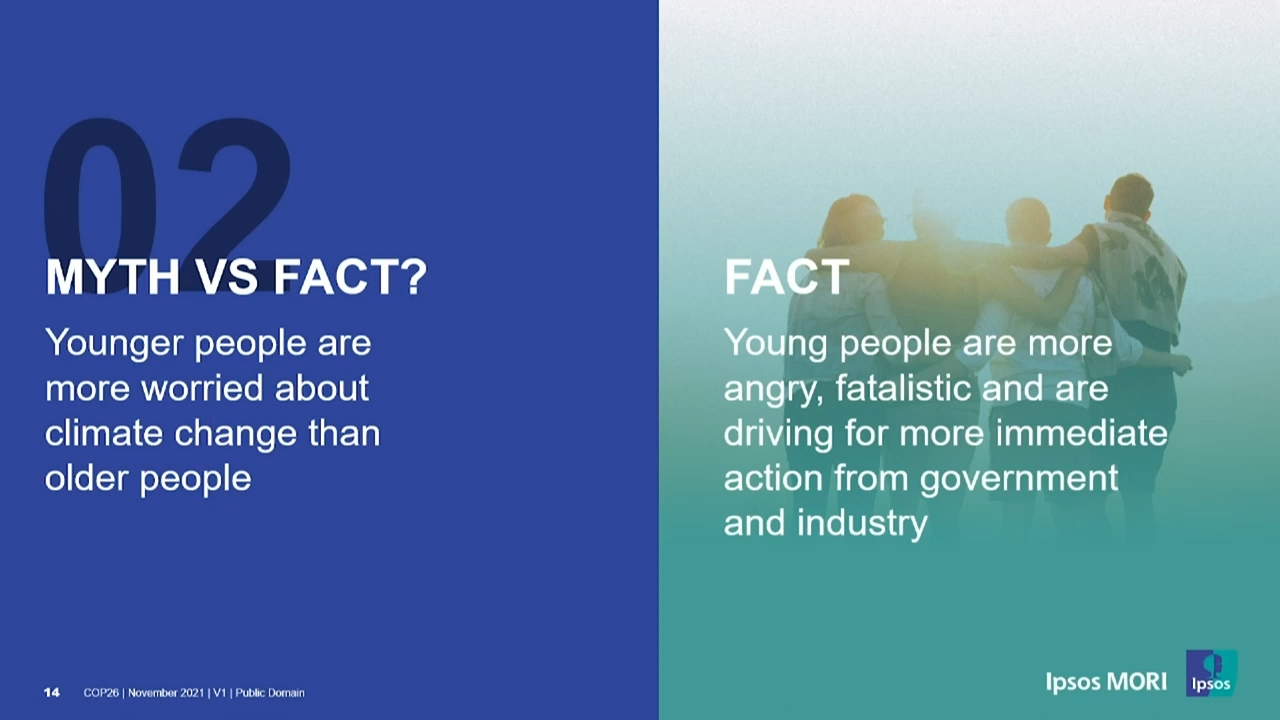 02
MYTH VS FACT?
Younger people are
more worried about
climate change than
older people
FACT
Young people are more
angry, fatalistic and are
driving for more immediate
action from government
and industry
14 COP26 | November 2021 | V1 | Public Domain
Ipsos MORI
Ipsos